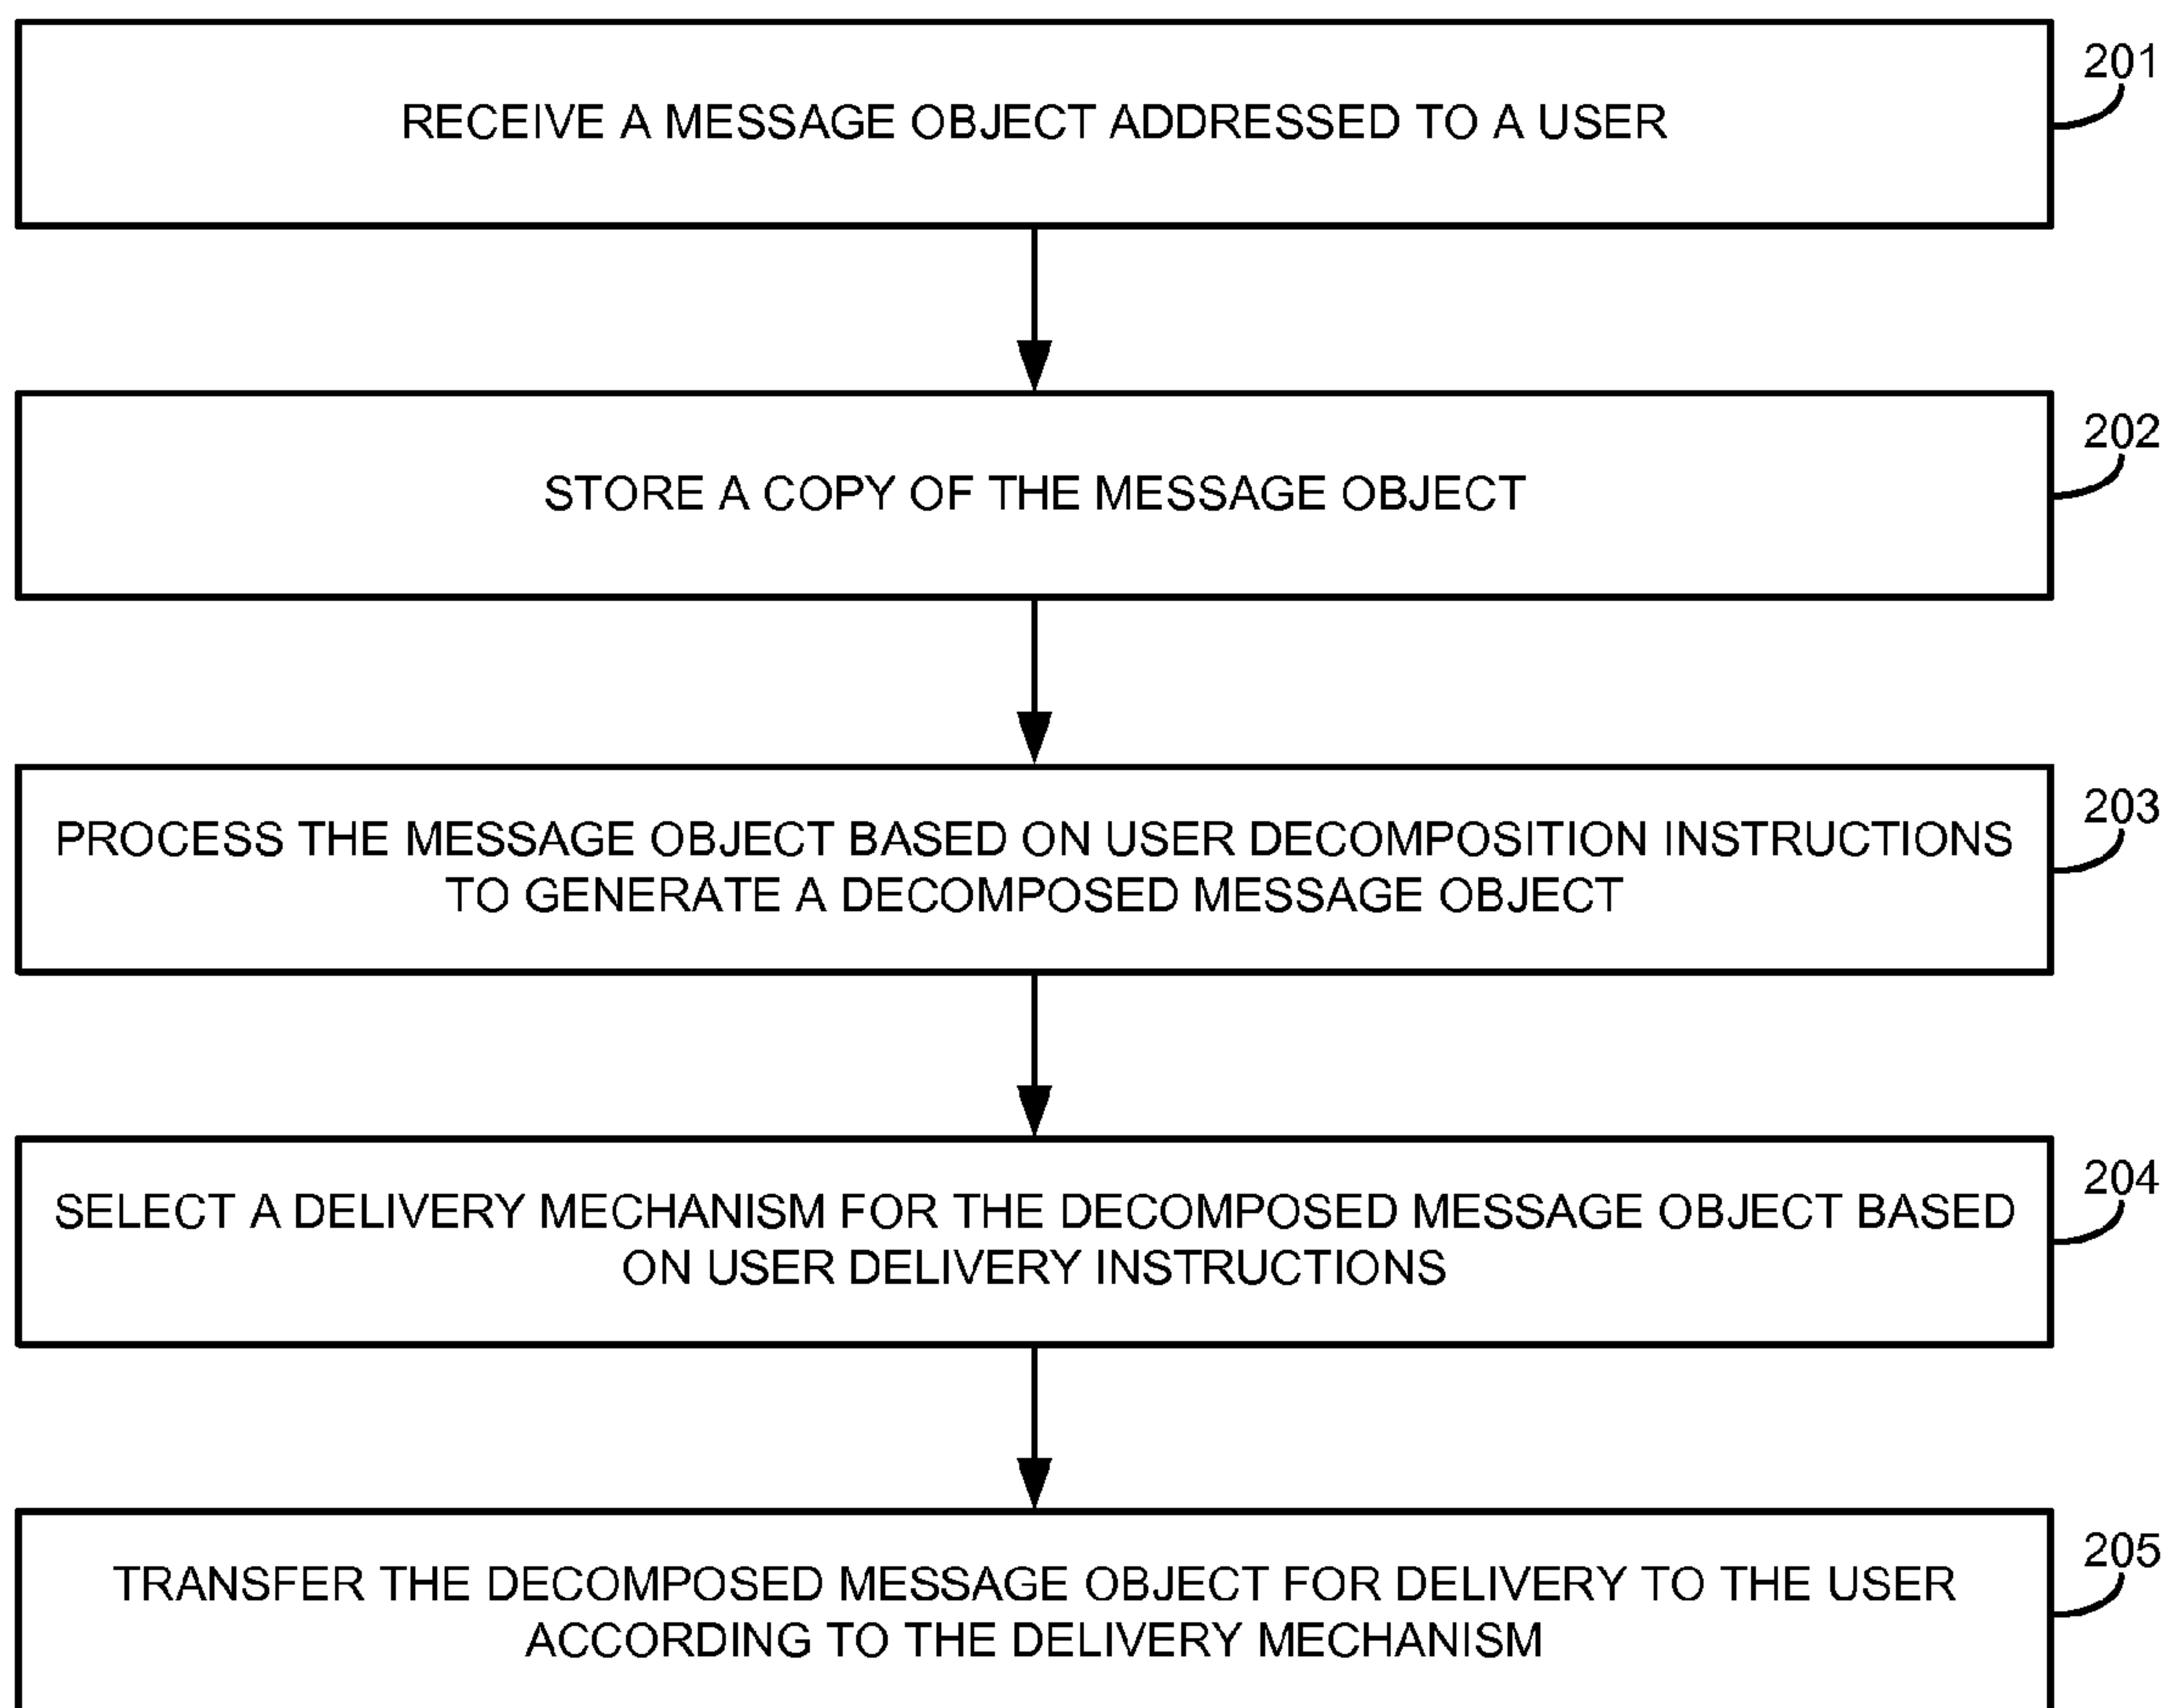 201
RECEIVE A MESSAGE OBJECT ADDRESSED TO A USER
202
STORE A COPY OF THE MESSAGE OBJECT
203
PROCESS THE MESSAGE OBJECT BASED ON USER DECOMPOSITION INSTRUCTIONS
TO GENERATE A DECOMPOSED MESSAGE OBJECT
204
SELECT A DELIVERY MECHANISM FOR THE DECOMPOSED MESSAGE OBJECT BASED
ON USER DELIVERY INSTRUCTIONS
205
TRANSFER THE DECOMPOSED MESSAGE OBJECT FOR DELIVERY TO THE USER
ACCORDING TO THE DELIVERY MECHANISM